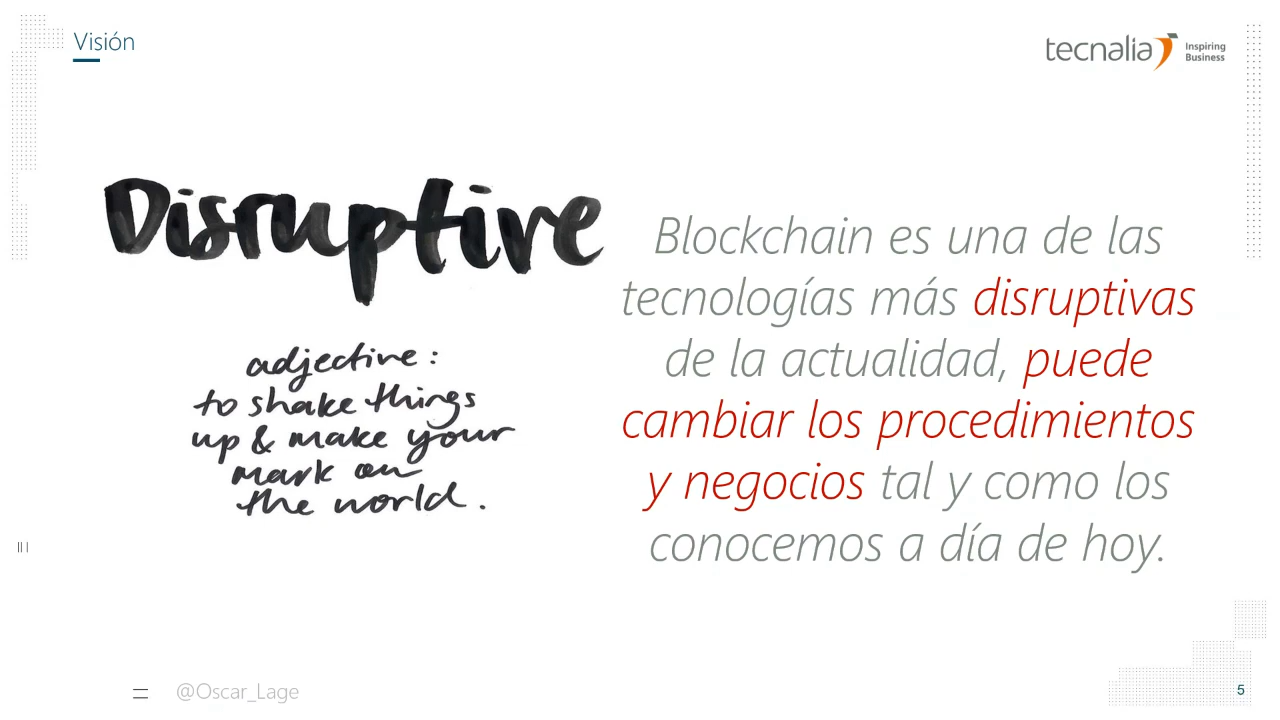 Visión
tecnalia Inspiring
Business
Disruptive
adjective:
to shake things
up & make your
mark on
the world.
Blockchain es una de las
tecnologías más disruptivas
de la actualidad, puede
cambiar los procedimientos
y negocios tal y como los
conocemos a día de hoy.
@Oscar_Lage
5